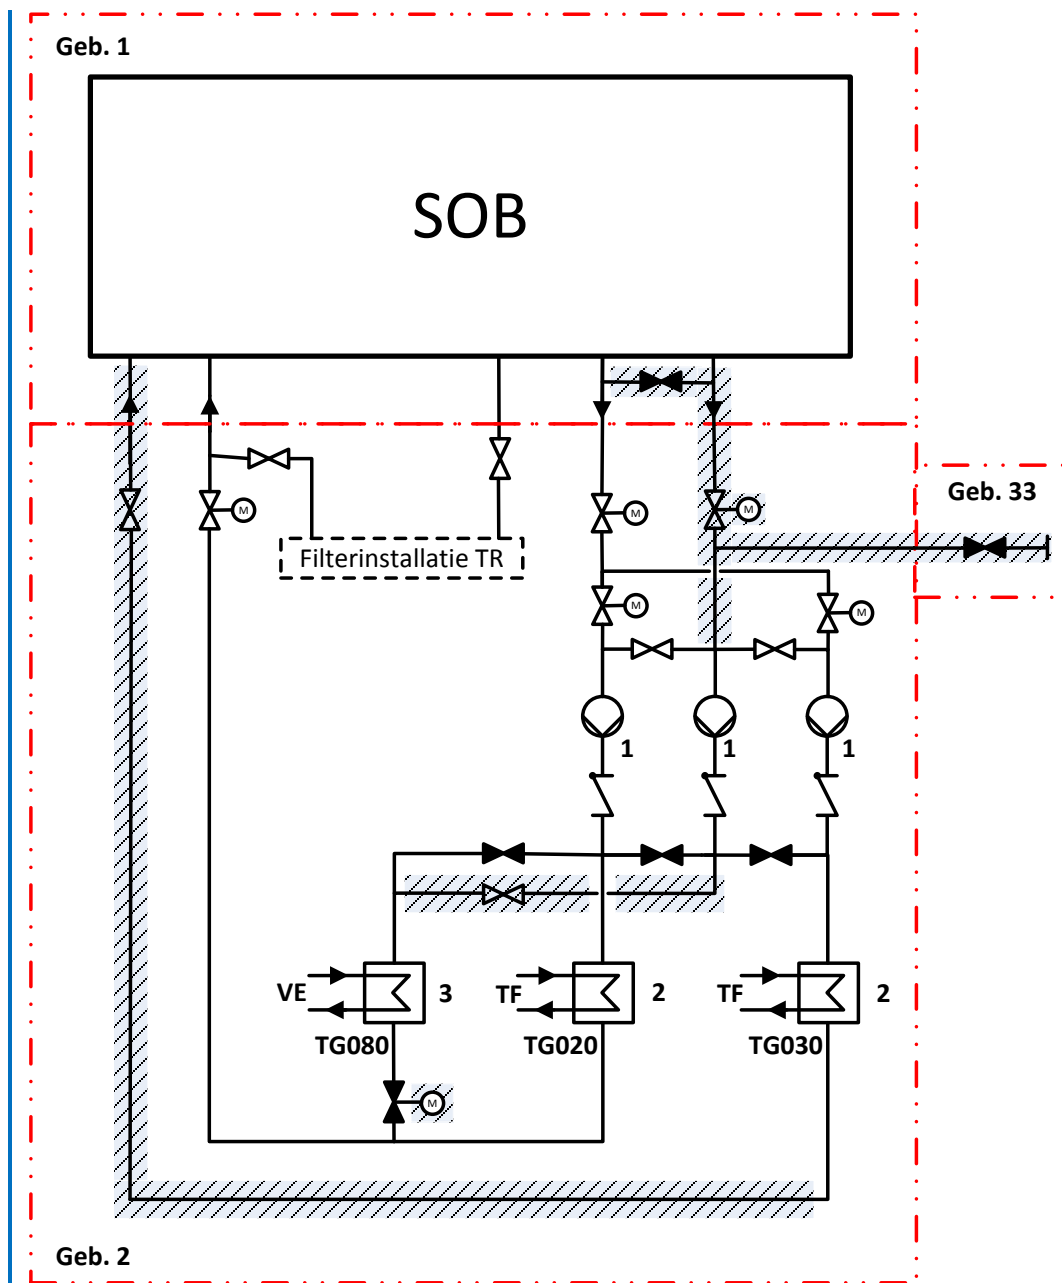 Geb. 1
SOB
Geb. 33
M
M
M
Filterinstallatie TR
M
M
1
1
1
VE
3
TF
2
TF
2
TG080
TG020
TG030
M
Geb. 2